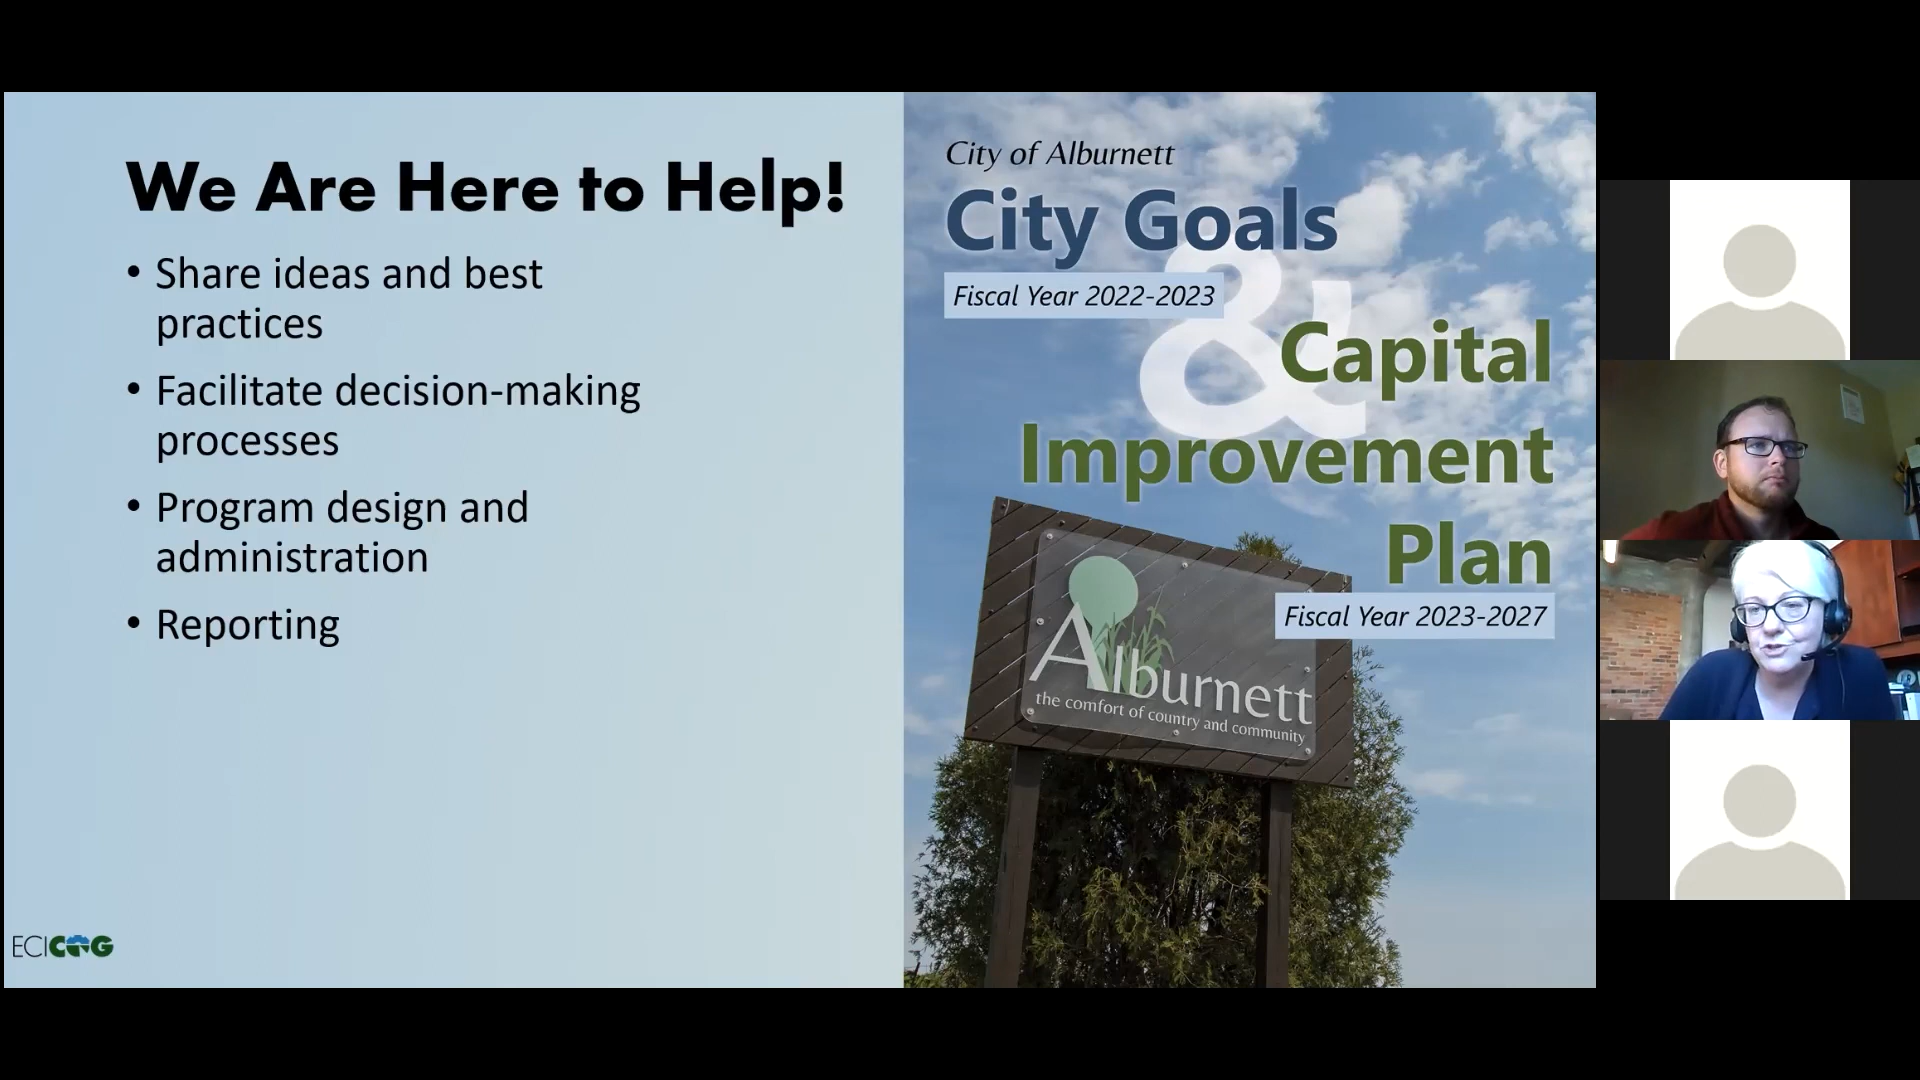 We Are Here to Help!
• Share ideas and best
practices
• Facilitate decision-making
processes
• Program design and
administration
• Reporting
ECICOG
City of Alburnett
City Goals
Fiscal Year 2022-2023
&
Capital
Improvement
Plan
Fiscal Year 2023-2027
Alburnett
the comfort of country and community